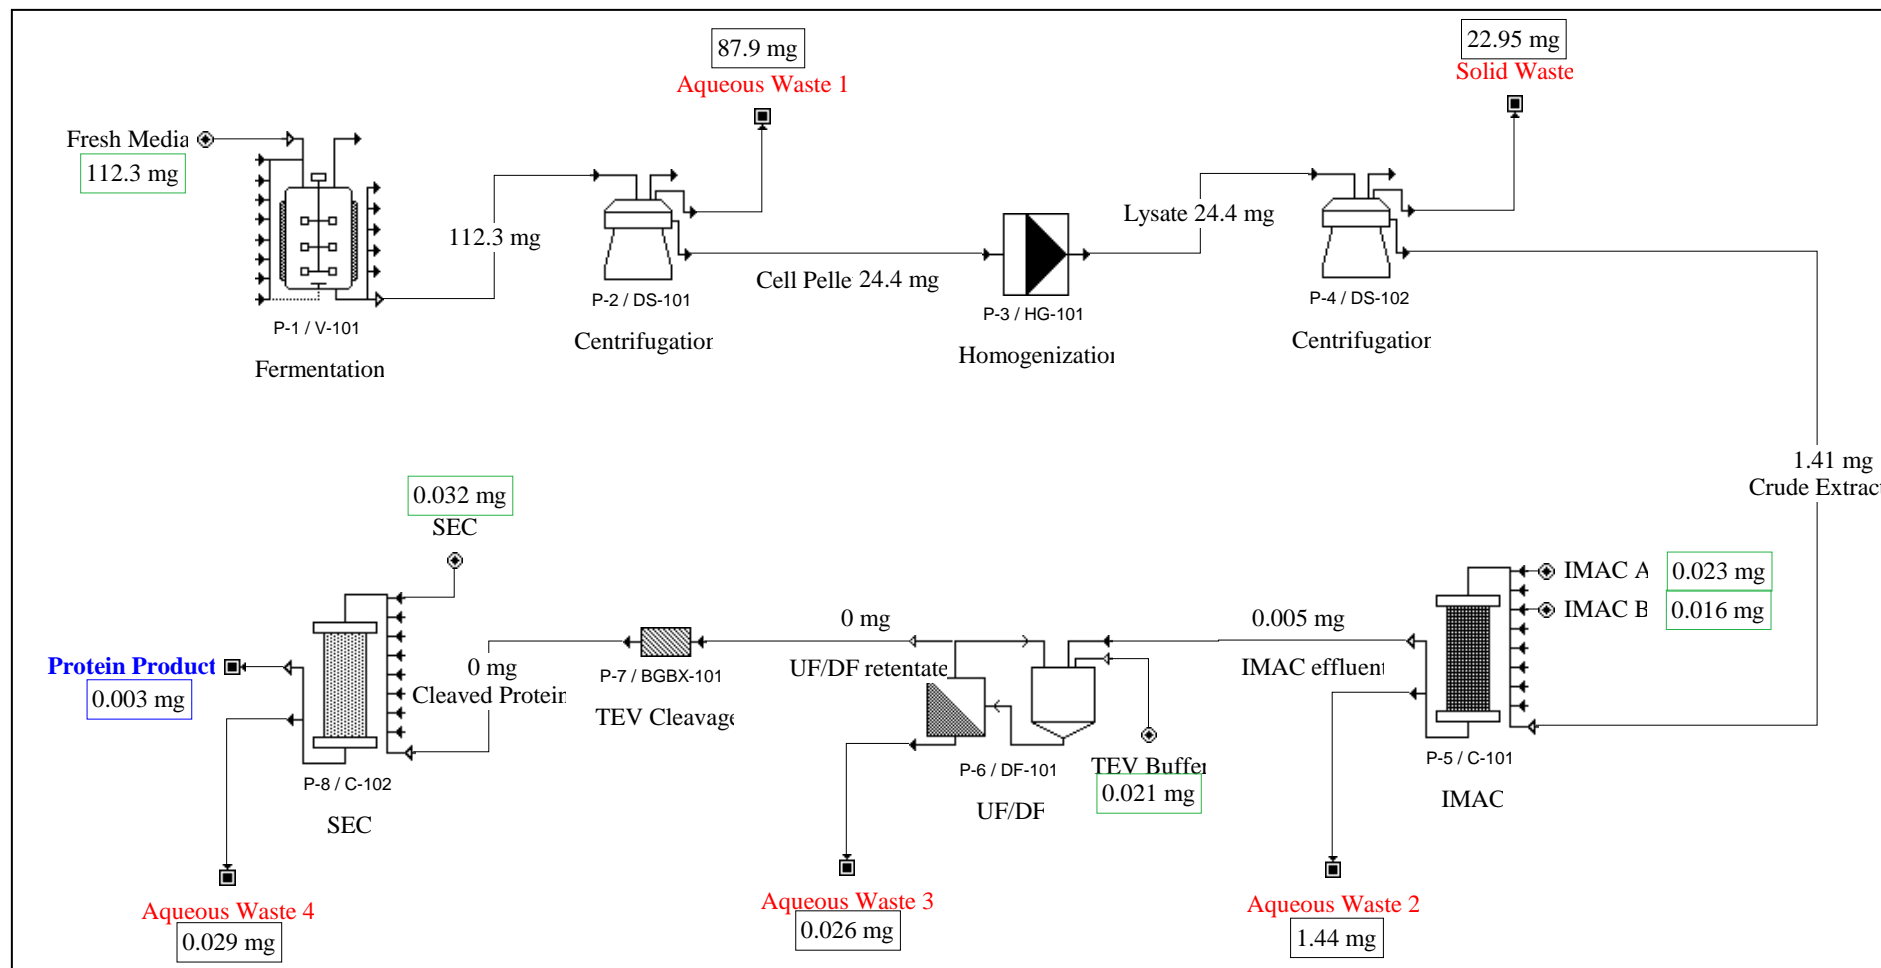 87.9 mg
Aqueous Waste 1
22.95 mg
Solid Waste
Fresh Media
112.3 mg
112.3 mg
P-1 / V-101
Fermentation
P-2 / DS-101
Centrifugation
Cell Pelle 24.4 mg
P-3 / HG-101
Homogenization
Lysate 24.4 mg
P-4 / DS-102
Centrifugation
1.41 mg
Crude Extrac
IMAC A
0.023 mg
IMAC B
0.016 mg
P-5 / C-101
IMAC
0.005 mg
IMAC effluent
Aqueous Waste 2
1.44 mg
TEV Buffer
0.021 mg
P-6 / DF-101
UF/DF
0 mg
UF/DF retentate
Aqueous Waste 3
0.026 mg
P-7 / BGBX-101
TEV Cleavage
0 mg
Cleaved Protein
0.032 mg
SEC
P-8 / C-102
SEC
Protein Product
0.003 mg
Aqueous Waste 4
0.029 mg